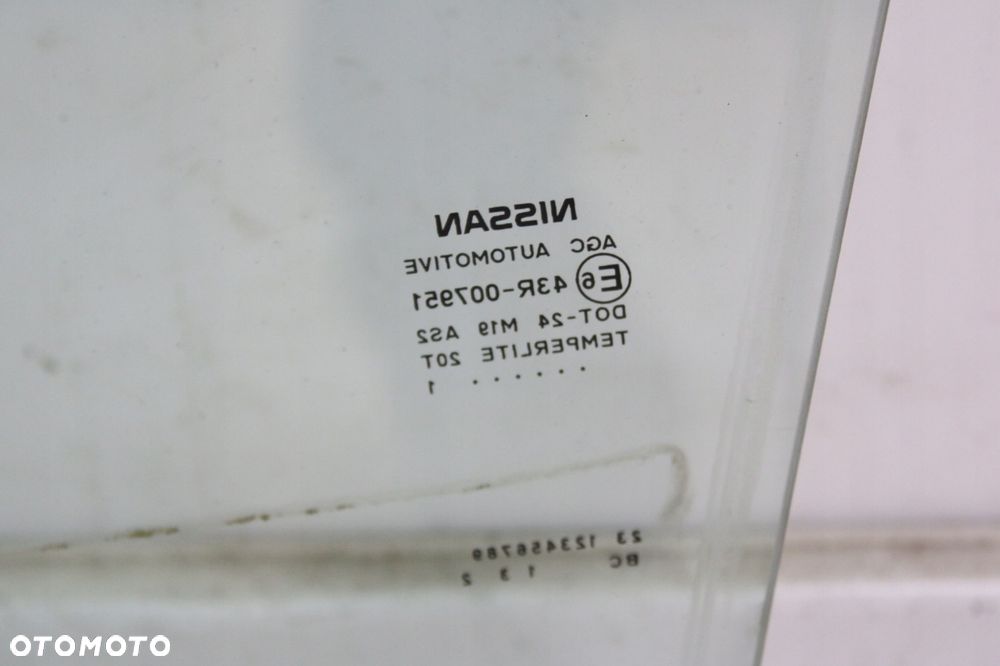 NISSAN
AGC AUTOMOTIVE
E6 43R-007951
DOT-24 M19 AS2
TEMPERLITE 20T
. . . . . . 1
23 123456789
BC 1 3 2
OTOMOTO